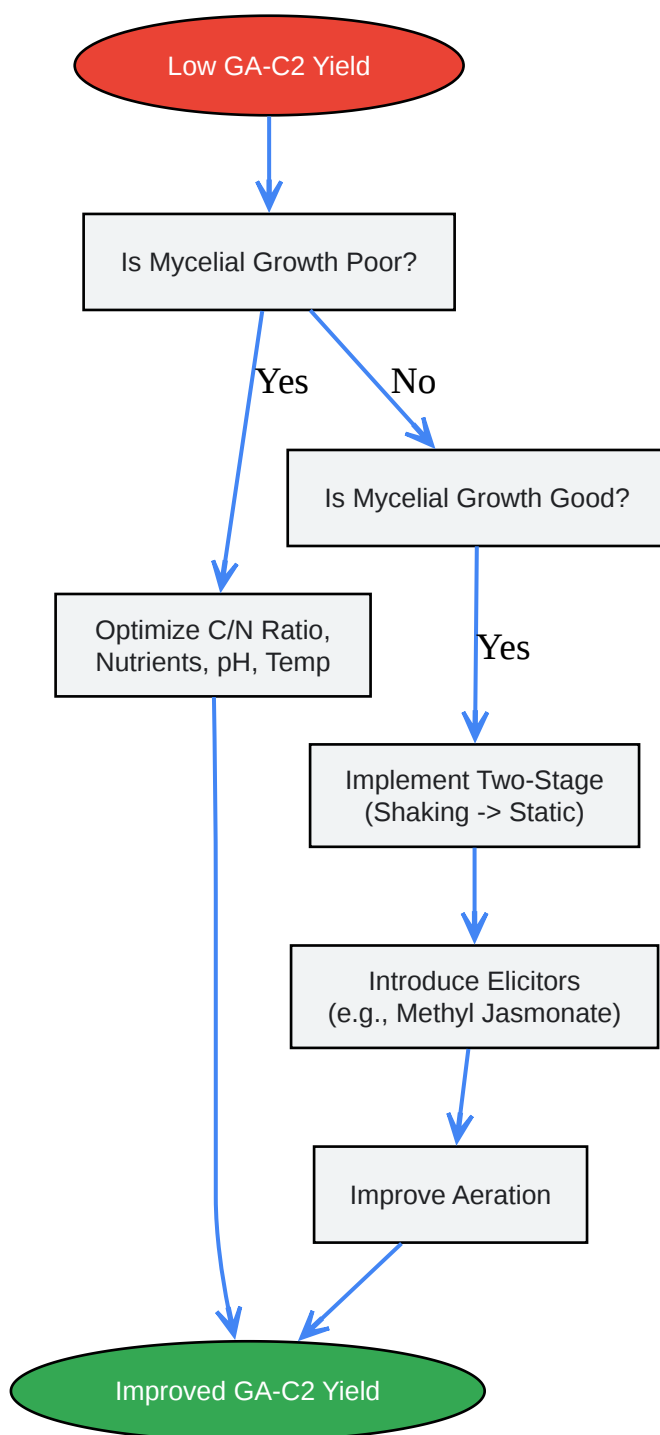 Low GA-C2 Yield
Is Mycelial Growth Poor?
Yes
No
Is Mycelial Growth Good?
Optimize C/N Ratio,
Nutrients, pH, Temp
Yes
Implement Two-Stage
(Shaking -> Static)
Introduce Elicitors
(e.g., Methyl Jasmonate)
Improve Aeration
Improved GA-C2 Yield